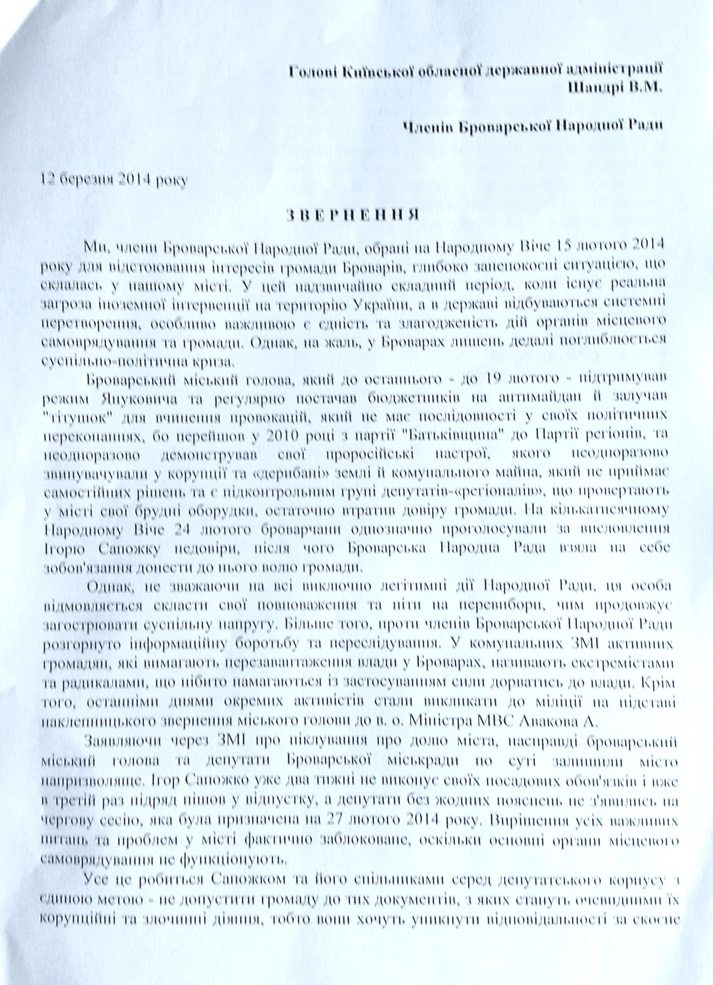 Голові Київської обласної державної адміністрації
Шандрі В.М.
Членів Броварської Народної Ради
12 березня 2014 року
ЗВЕРНЕННЯ
Ми, члени Броварської Народної Ради, обрані на Народному Віче 15 лютого 2014
року для відстоювання інтересів громади Броварів, глибоко занепокоєні ситуацією, що
склалась у нашому місті. У цей надзвичайно складний період, коли існує реальна
загроза іноземної інтервенції на територію України, а в державі відбуваються системні
перетворення, особливо важливою є єдність та злагодженість дій органів місцевого
самоврядування та громади. Однак, на жаль, у Броварах лишень дедалі поглиблюється
суспільно-політична криза.
Броварський міський голова, який до останнього - до 19 лютого - підтримував
режим Януковича та регулярно постачав бюджетників на антимайдан й залучав
"тітушок" для вчинення провокацій, який не має послідовності у своїх політичних
переконаннях, бо перейшов у 2010 році з партії "Батьківщина" до Партії регіонів, та
неодноразово демонстрував свої проросійські настрої, якого неодноразово
звинувачували у корупції та «дерибані» землі й комунального майна, який не приймає
самостійних рішень та є підконтрольним групі депутатів-«регіоналів», що провертають
у місті свої брудні оборудки, остаточно втратив довіру громади. На кількатисячному
Народному Віче 24 лютого броварчани однозначно проголосували за висловлення
Ігорю Сапожку недовіри, після чого Броварська Народна Рада взяла на себе
зобов'язання донести до нього волю громади.
Однак, не зважаючи на всі виключно легітимні дії Народної Ради, ця особа
відмовляється скласти свої повноваження та піти на перевибори, чим продовжує
загострювати суспільну напругу. Більше того, проти членів Броварської Народної Ради
розгорнуто інформаційну боротьбу та переслідування. У комунальних ЗМІ активних
громадян, які вимагають перезавантаження влади у Броварах, називають екстремістами
та радикалами, що нібито намагаються із застосуванням сили дорватись до влади. Крім
того, останніми днями окремих активістів стали викликати до міліції на підставі
наклепницького звернення міського голови до в. о. Міністра МВС Авакова А.
Заявляючи через ЗМІ про піклування про долю міста, насправді броварський
міський голова та депутати Броварської міськради по суті залишили місто
напризволяще. Ігор Сапожко уже два тижні не виконує своїх посадових обов'язків і вже
в третій раз підряд пішов у відпустку, а депутати без жодних пояснень не з'явились на
чергову сесію, яка була призначена на 27 лютого 2014 року. Вирішення усіх важливих
питань та проблем у місті фактично заблоковане, оскільки основні органи місцевого
самоврядування не функціонують.
Усе це робиться Сапожком та його спільниками серед депутатського корпусу з
єдиною метою - не допустити громаду до тих документів, з яких стануть очевидними їх
корупційні та злочинні діяння, тобто вони хочуть уникнути відповідальності за скоєне